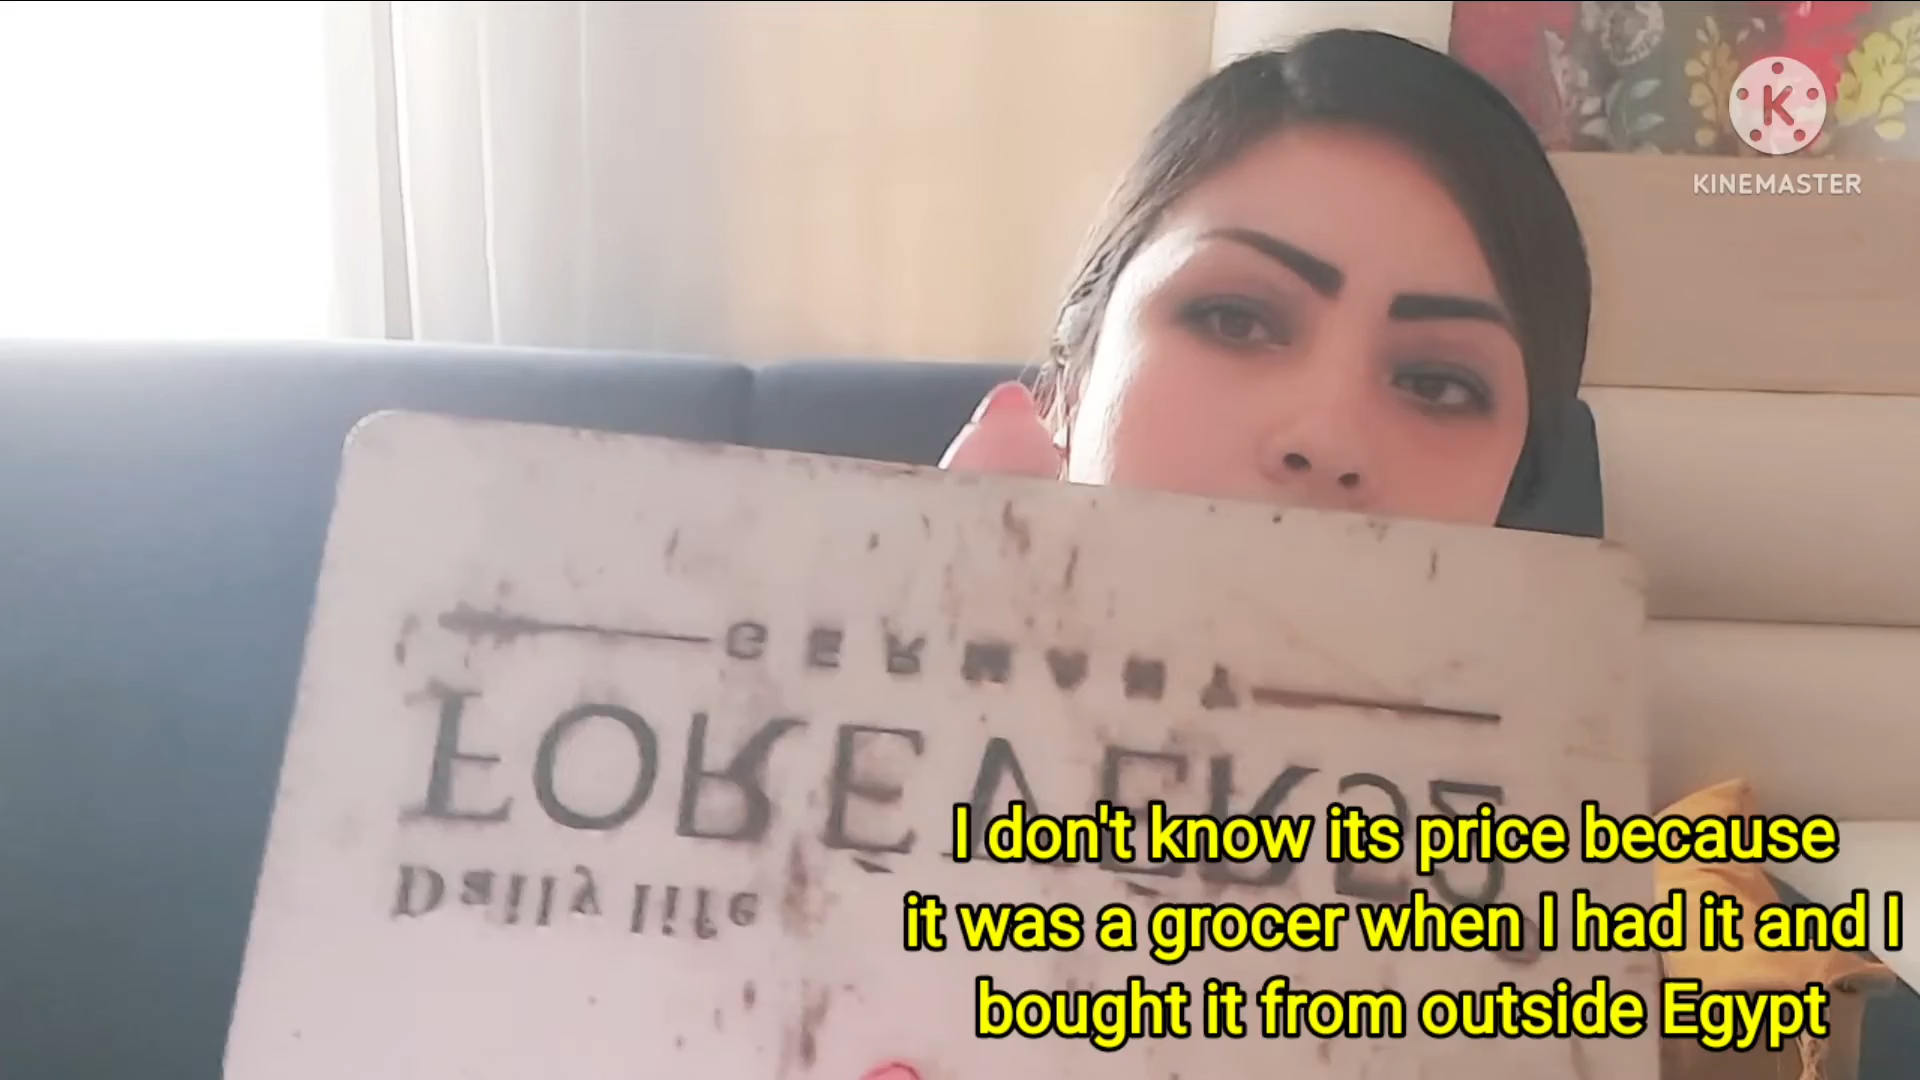 KINEMASTER
GERMANY
FOREVER52
Daily life
I don't know its price because
it was a grocer when I had it and I
bought it from outside Egypt